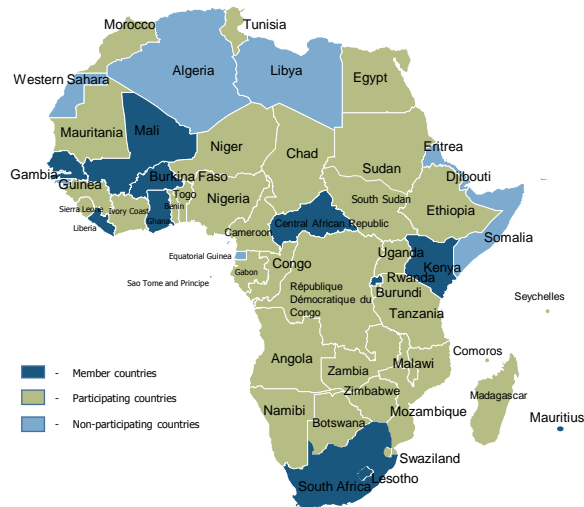 Morocco
Tunisia
Algeria
Libya
Egypt
Western Sahara
Mauritania
Mali
Niger
Chad
Sudan
Eritrea
Gambia
Guinea
Burkina Faso
Djibouti
Sierra Leone
Ivory Coast
Ghana
Togo
Benin
Nigeria
South Sudan
Ethiopia
Liberia
Cameroon
Central African Republic
Somalia
Equatorial Guinea
Gabon
Congo
Uganda
Kenya
Rwanda
Burundi
Sao Tome and Principe
République
Démocratique du
Congo
Tanzania
Seychelles
Angola
Zambia
Malawi
Comoros
Zimbabwe
Namibi
Botswana
Mozambique
Madagascar
Mauritius
Swaziland
South Africa
Lesotho
- Member countries
- Participating countries
- Non-participating countries